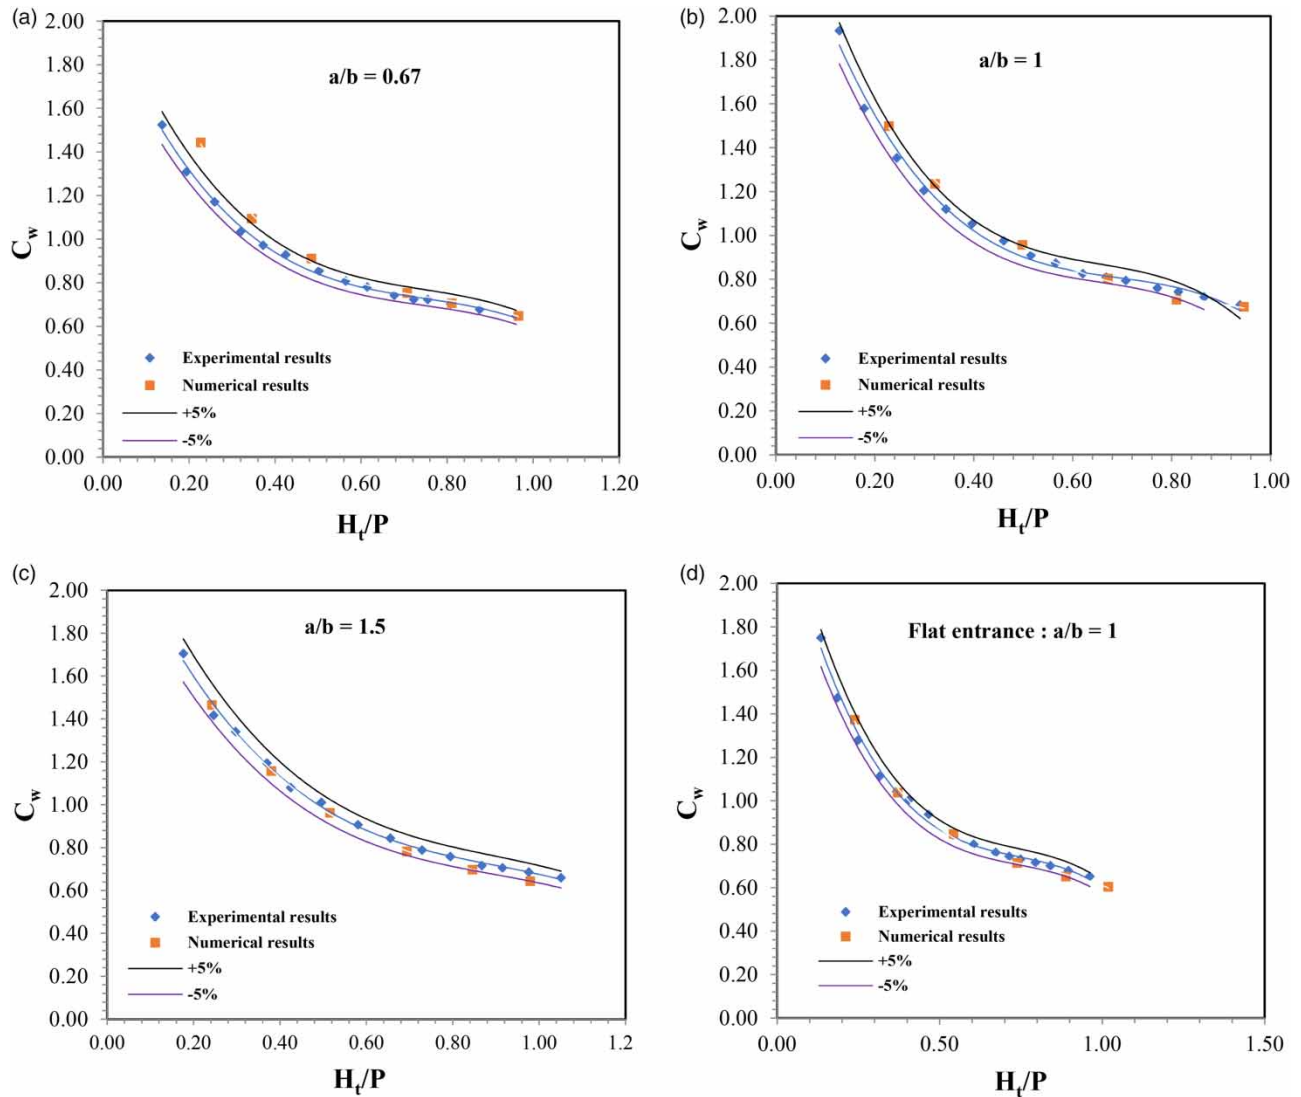 (a)
2.00
1.80
1.60
1.40
1.20
1.00
0.80
0.60
0.40
0.20
0.00
C_w
a/b = 0.67
Experimental results
Numerical results
+5%
-5%
0.00 0.20 0.40 0.60 0.80 1.00 1.20
H_t/P
(b)
2.00
1.80
1.60
1.40
1.20
1.00
0.80
0.60
0.40
0.20
0.00
C_w
a/b = 1
Experimental results
Numerical results
+5%
-5%
0.00 0.20 0.40 0.60 0.80 1.00
H_t/P
(c)
2.00
1.80
1.60
1.40
1.20
1.00
0.80
0.60
0.40
0.20
0.00
C_w
a/b = 1.5
Experimental results
Numerical results
+5%
-5%
0.00 0.20 0.40 0.60 0.80 1.00 1.2
H_t/P
(d)
2.00
1.80
1.60
1.40
1.20
1.00
0.80
0.60
0.40
0.20
0.00
C_w
Flat entrance : a/b = 1
Experimental results
Numerical results
+5%
-5%
0.00 0.50 1.00 1.50
H_t/P